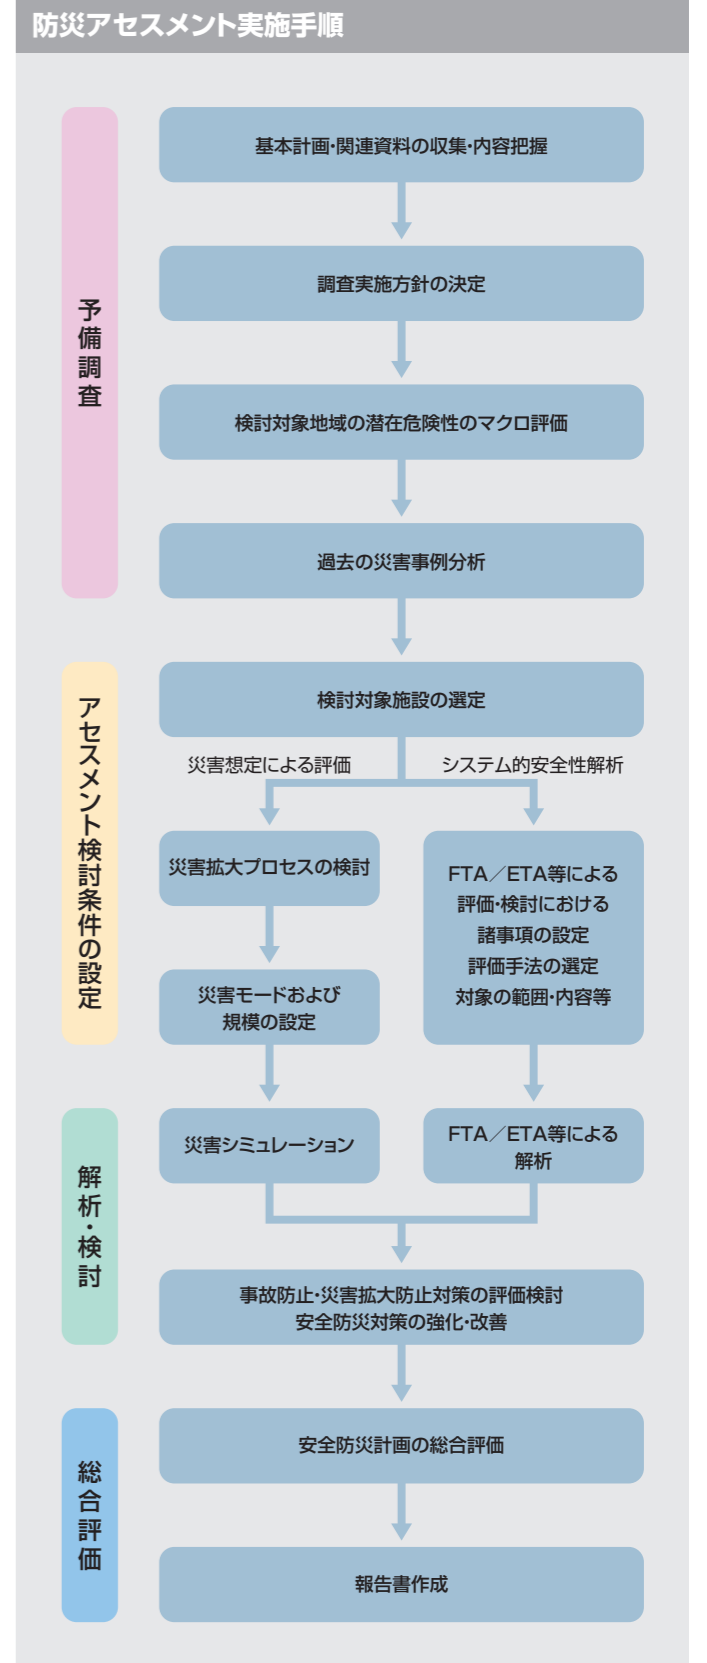 防災アセスメント実施手順
予備調査
基本計画・関連資料の収集・内容把握
調査実施方針の決定
検討対象地域の潜在危険性のマクロ評価
過去の災害事例分析
アセスメント検討条件の設定
検討対象施設の選定
災害想定による評価
システム的安全性解析
災害拡大プロセスの検討
災害モードおよび
規模の設定
FTA／ETA等による
評価・検討における
諸事項の設定
評価手法の選定
対象の範囲・内容等
解析・検討
災害シミュレーション
FTA／ETA等による
解析
事故防止・災害拡大防止対策の評価検討
安全防災対策の強化・改善
総合評価
安全防災計画の総合評価
報告書作成